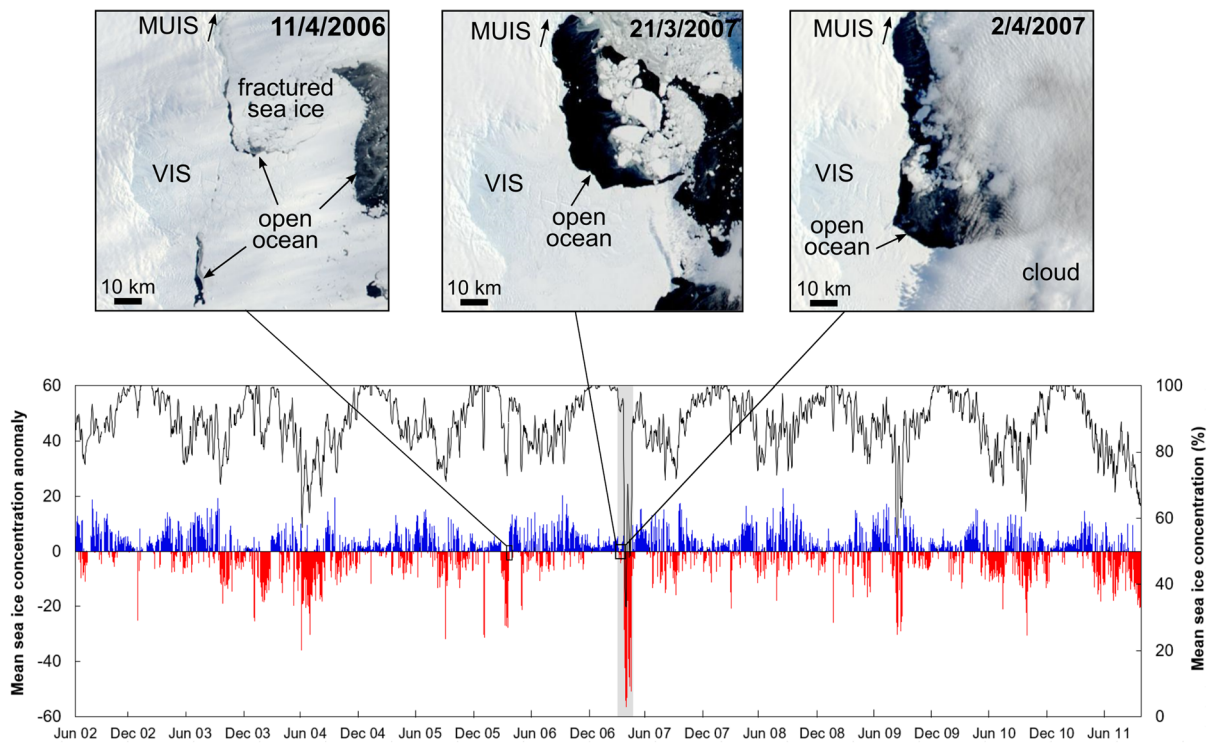 MUIS
11/4/2006
fractured
sea ice
VIS
open
ocean
10 km
MUIS
21/3/2007
VIS
open
ocean
10 km
MUIS
2/4/2007
VIS
open
ocean
cloud
10 km
Mean sea ice concentration anomaly
60
40
20
0
-20
-40
-60
100
80
60
40
20
0
Mean sea ice concentration (%)
Jun 02 Dec 02 Jun 03 Dec 03 Jun 04 Dec 04 Jun 05 Dec 05 Jun 06 Dec 06 Jun 07 Dec 07 Jun 08 Dec 08 Jun 09 Dec 09 Jun 10 Dec 10 Jun 11